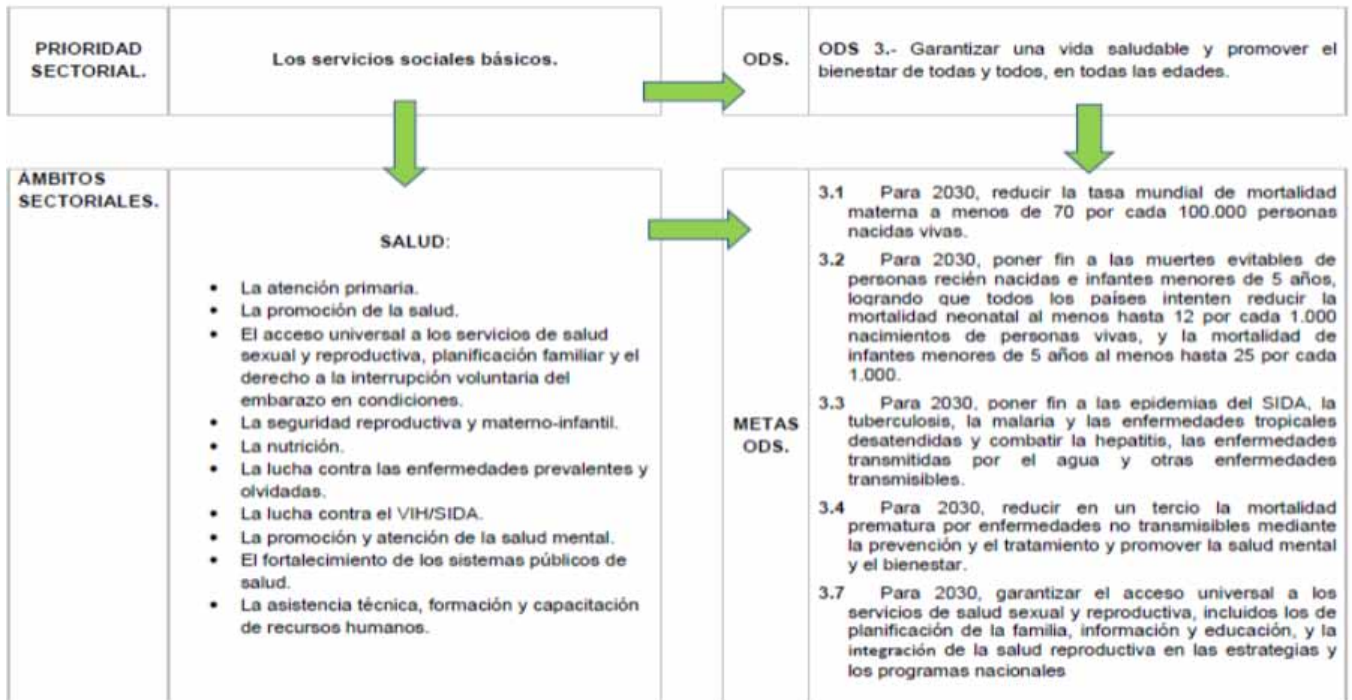 PRIORIDAD
SECTORIAL.
Los servicios sociales básicos.
ODS.
ODS 3.- Garantizar una vida saludable y promover el
bienestar de todas y todos, en todas las edades.
ÁMBITOS
SECTORIALES.
SALUD:
• La atención primaria.
• La promoción de la salud.
• El acceso universal a los servicios de salud
sexual y reproductiva, planificación familiar y el
derecho a la interrupción voluntaria del
embarazo en condiciones.
• La seguridad reproductiva y materno-infantil.
• La nutrición.
• La lucha contra las enfermedades prevalentes y
olvidadas.
• La lucha contra el VIH/SIDA.
• La promoción y atención de la salud mental.
• El fortalecimiento de los sistemas públicos de
salud.
• La asistencia técnica, formación y capacitación
de recursos humanos.
METAS
ODS.
3.1 Para 2030, reducir la tasa mundial de mortalidad
materna a menos de 70 por cada 100.000 personas
nacidas vivas.
3.2 Para 2030, poner fin a las muertes evitables de
personas recién nacidas e infantes menores de 5 años,
logrando que todos los países intenten reducir la
mortalidad neonatal al menos hasta 12 por cada 1.000
nacimientos de personas vivas, y la mortalidad de
infantes menores de 5 años al menos hasta 25 por cada
1.000.
3.3 Para 2030, poner fin a las epidemias del SIDA, la
tuberculosis, la malaria y las enfermedades tropicales
desatendidas y combatir la hepatitis, las enfermedades
transmitidas por el agua y otras enfermedades
transmisibles.
3.4 Para 2030, reducir en un tercio la mortalidad
prematura por enfermedades no transmisibles mediante
la prevención y el tratamiento y promover la salud mental
y el bienestar.
3.7 Para 2030, garantizar el acceso universal a los
servicios de salud sexual y reproductiva, incluidos los de
planificación de la familia, información y educación, y la
integración de la salud reproductiva en las estrategias y
los programas nacionales